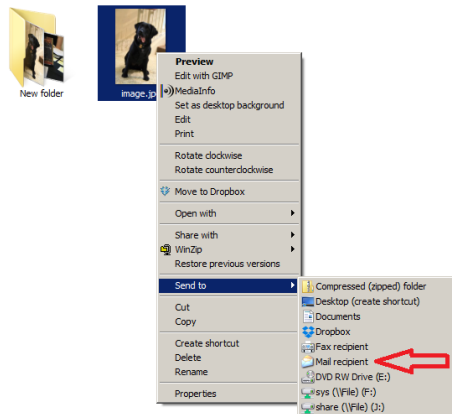 New folder
image.jp
Preview
Edit with GIMP
MediaInfo
Set as desktop background
Edit
Print
Rotate clockwise
Rotate counterclockwise
Move to Dropbox
Open with
Share with
WinZip
Restore previous versions
Send to
Cut
Copy
Create shortcut
Delete
Rename
Properties
Compressed (zipped) folder
Desktop (create shortcut)
Documents
Dropbox
Fax recipient
Mail recipient
DVD RW Drive (E:)
sys (\\File) (F:)
share (\\File) (J:)